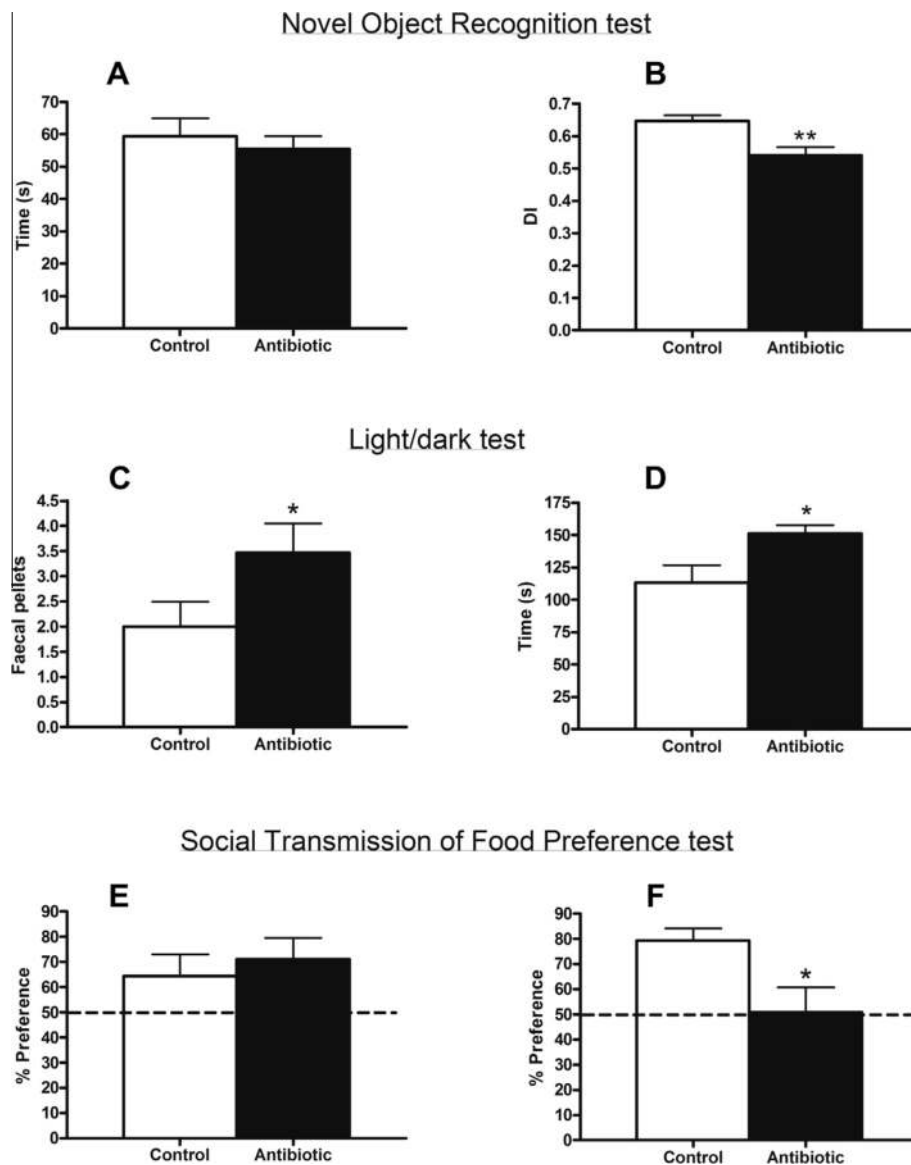 Novel Object Recognition test
A
B
70
60
50
40
30
20
10
0
Time (s)
Control
Antibiotic
0.7
0.6
0.5
0.4
0.3
0.2
0.1
0.0
DI
**
Control
Antibiotic
Light/dark test
C
D
4.5
4.0
3.5
3.0
2.5
2.0
1.5
1.0
0.5
0.0
Faecal pellets
*
Control
Antibiotic
175
150
125
100
75
50
25
0
Time (s)
*
Control
Antibiotic
Social Transmission of Food Preference test
E
F
90
80
70
60
50
40
30
20
10
0
% Preference
Control
Antibiotic
90
80
70
60
50
40
30
20
10
0
% Preference
*
Control
Antibiotic